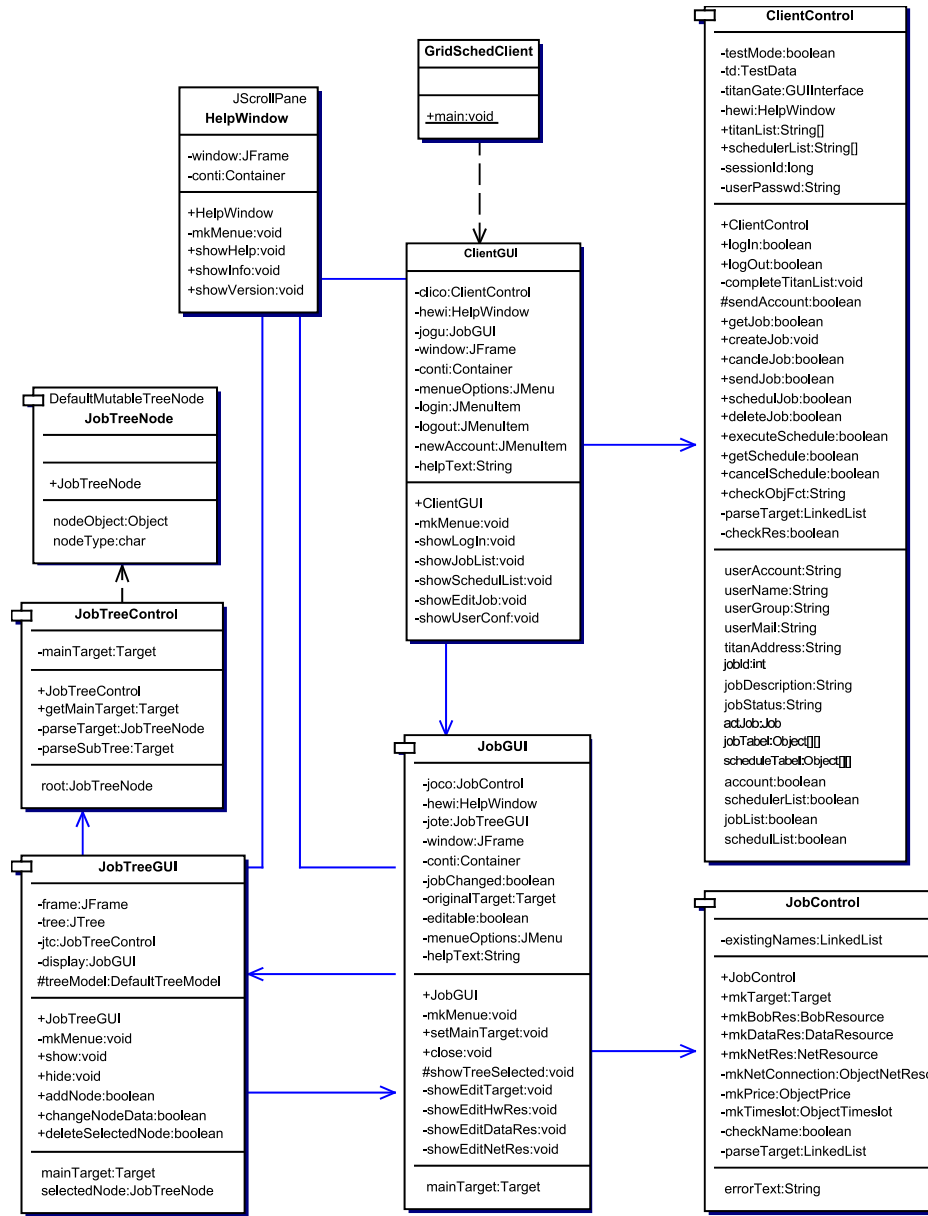 GridSchedClient
+main:void
JScrollPane
HelpWindow
-window:JFrame
-conti:Container
+HelpWindow
-mkMenue:void
+showHelp:void
+showInfo:void
+showVersion:void
ClientControl
-testMode:boolean
-td:TestData
-titanGate:GUIInterface
-hewi:HelpWindow
+titanList:String[]
+schedulerList:String[]
-sessionId:long
-userPasswd:String
+ClientControl
+logIn:boolean
+logOut:boolean
-completeTitanList:void
#sendAccount:boolean
+getJob:boolean
+createJob:void
+cancleJob:boolean
+sendJob:boolean
+schedulJob:boolean
+deleteJob:boolean
+executeSchedule:boolean
+getSchedule:boolean
+cancelSchedule:boolean
+checkObjFct:String
-parseTarget:LinkedList
-checkRes:boolean
userAccount:String
userName:String
userGroup:String
userMail:String
titanAddress:String
jobId:int
jobDescription:String
jobStatus:String
actJob:Job
jobTabel:Object[][]
scheduleTabel:Object[][]
account:boolean
schedulerList:boolean
jobList:boolean
schedulList:boolean
ClientGUI
-clico:ClientControl
-hewi:HelpWindow
-jogu:JobGUI
-window:JFrame
-conti:Container
-menueOptions:JMenu
-login:JMenuItem
-logout:JMenuItem
-newAccount:JMenuItem
-helpText:String
+ClientGUI
-mkMenue:void
-showLogIn:void
-showJobList:void
-showSchedulList:void
-showEditJob:void
-showUserConf:void
DefaultMutableTreeNode
JobTreeNode
+JobTreeNode
nodeObject:Object
nodeType:char
JobTreeControl
-mainTarget:Target
+JobTreeControl
+getMainTarget:Target
-parseTarget:JobTreeNode
-parseSubTree:Target
root:JobTreeNode
JobTreeGUI
-frame:JFrame
-tree:JTree
-jtc:JobTreeControl
-display:JobGUI
#treeModel:DefaultTreeModel
+JobTreeGUI
-mkMenue:void
+show:void
+hide:void
+addNode:boolean
+changeNodeData:boolean
+deleteSelectedNode:boolean
mainTarget:Target
selectedNode:JobTreeNode
JobGUI
-joco:JobControl
-hewi:HelpWindow
-jote:JobTreeGUI
-window:JFrame
-conti:Container
-jobChanged:boolean
-originalTarget:Target
-editable:boolean
-menueOptions:JMenu
-helpText:String
+JobGUI
-mkMenue:void
+setMainTarget:void
+close:void
#showTreeSelected:void
-showEditTarget:void
-showEditHwRes:void
-showEditDataRes:void
-showEditNetRes:void
mainTarget:Target
JobControl
-existingNames:LinkedList
+JobControl
+mkTarget:Target
+mkBobRes:BobResource
+mkDataRes:DataResource
+mkNetRes:NetResource
-mkNetConnection:ObjectNetReso
-mkPrice:ObjectPrice
-mkTimeslot:ObjectTimeslot
-checkName:boolean
-parseTarget:LinkedList
errorText:String